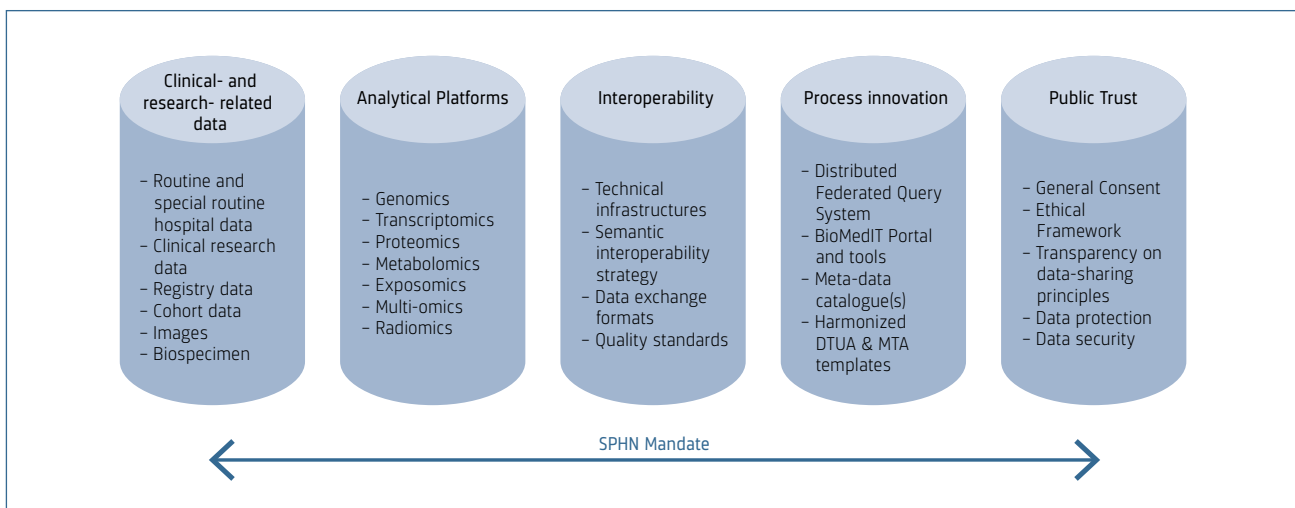 Clinical- and
research- related
data
– Routine and
special routine
hospital data
– Clinical research
data
– Registry data
– Cohort data
– Images
– Biospecimen
Analytical Platforms
– Genomics
– Transcriptomics
– Proteomics
– Metabolomics
– Exposomics
– Multi-omics
– Radiomics
Interoperability
– Technical
infrastructures
– Semantic
interoperability
strategy
– Data exchange
formats
– Quality standards
Process innovation
– Distributed
Federated Query
System
– BioMedIT Portal
and tools
– Meta-data
catalogue(s)
– Harmonized
DTUA & MTA
templates
Public Trust
– General Consent
– Ethical
Framework
– Transparency on
data-sharing
principles
– Data protection
– Data security
SPHN Mandate